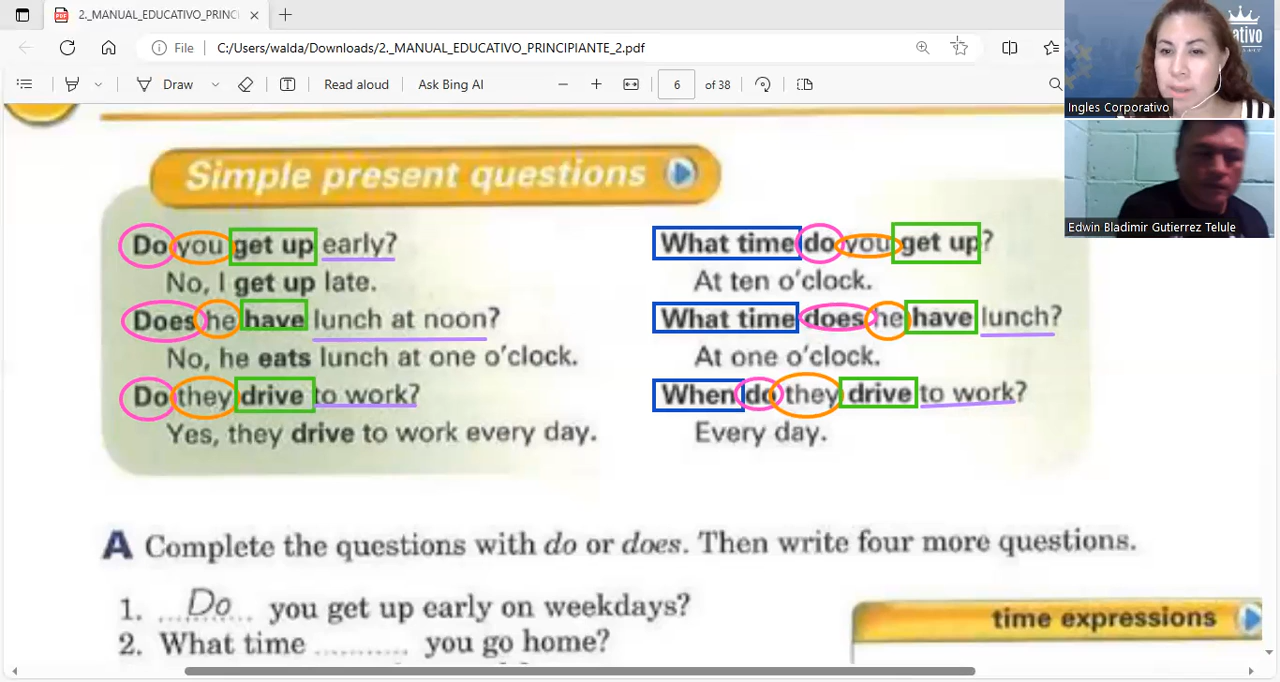 2._MANUAL_EDUCATIVO_PRINCI
File C:/Users/walda/Downloads/2._MANUAL_EDUCATIVO_PRINCIPIANTE_2.pdf
Draw Read aloud Ask Bing AI 6 of 38
Ingles Corporativo
Edwin Bladimir Gutierrez Telule
Simple present questions
Do you get up early?
No, I get up late.
Does he have lunch at noon?
No, he eats lunch at one o'clock.
Do they drive to work?
Yes, they drive to work every day.
What time do you get up?
At ten o'clock.
What time does he have lunch?
At one o'clock.
When do they drive to work?
Every day.
A Complete the questions with do or does. Then write four more questions.
1. ...Do... you get up early on weekdays?
2. What time .......... you go home?
time expressions